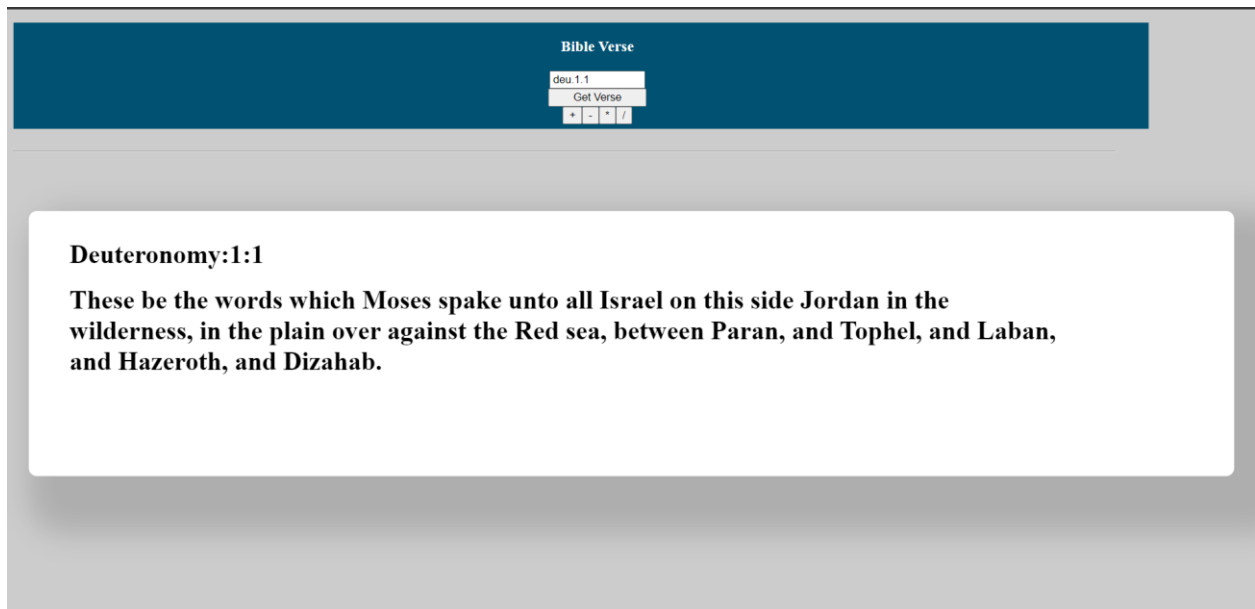 Bible Verse
deu.1.1
Get Verse
+ - * /
Deuteronomy:1:1
These be the words which Moses spake unto all Israel on this side Jordan in the
wilderness, in the plain over against the Red sea, between Paran, and Tophel, and Laban,
and Hazeroth, and Dizahab.